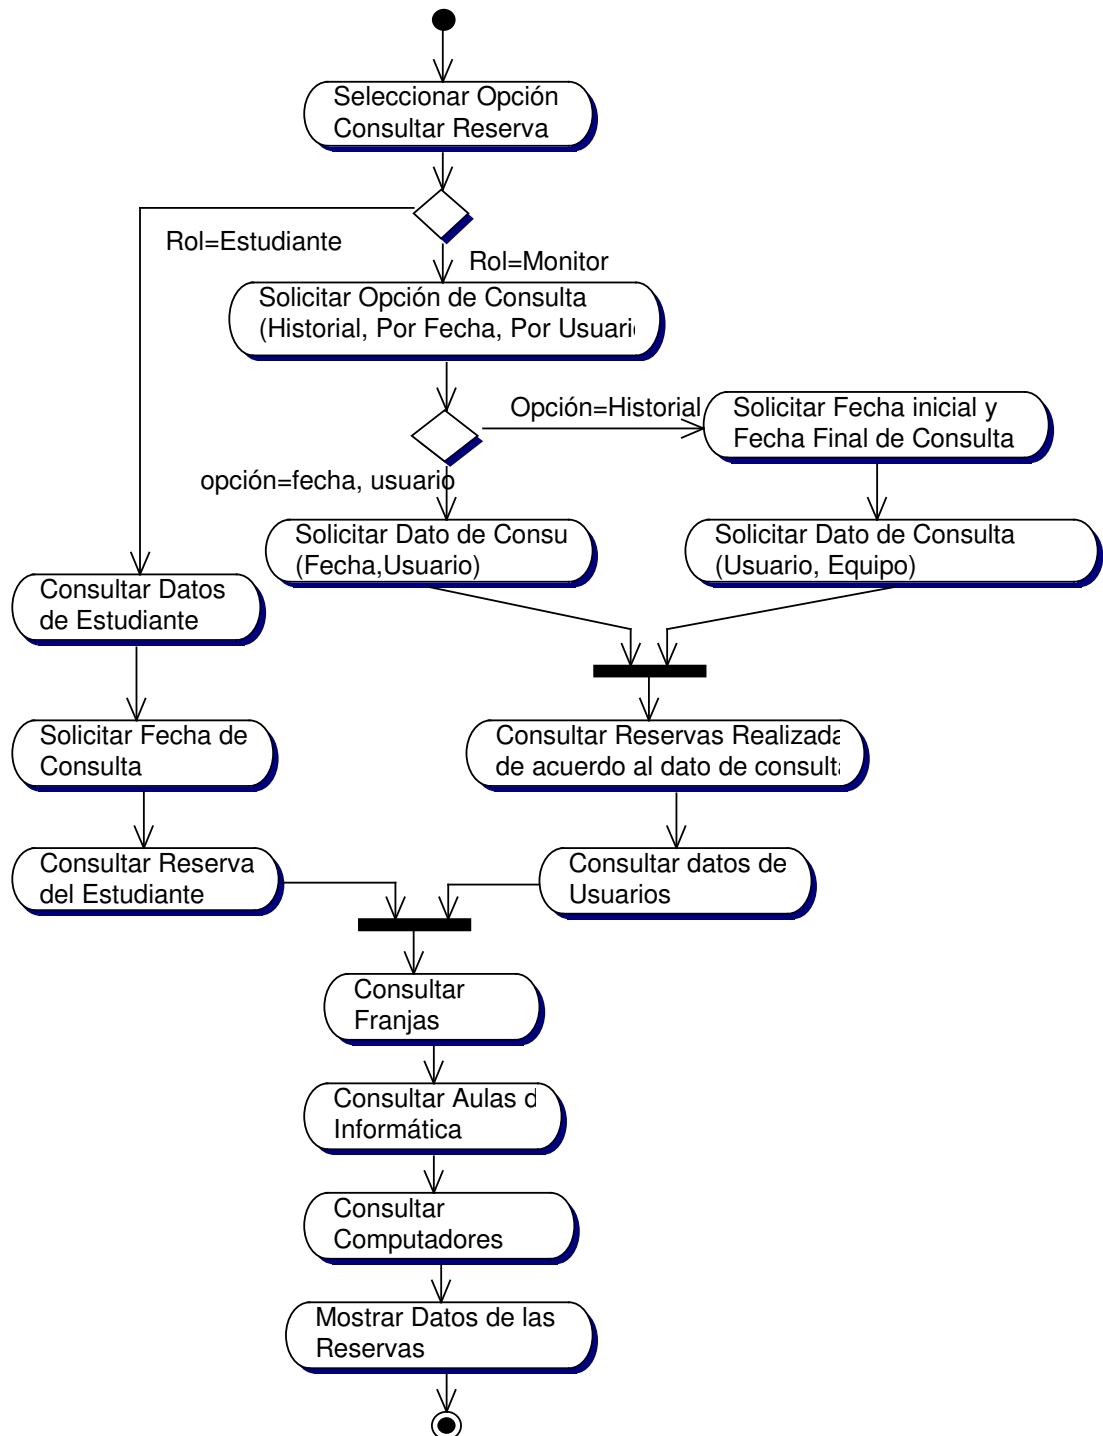 Seleccionar Opción
Consultar Reserva
Rol=Estudiante
Rol=Monitor
Solicitar Opción de Consulta
(Historial, Por Fecha, Por Usuari
Opción=Historial
Solicitar Fecha inicial y
Fecha Final de Consulta
opción=fecha, usuario
Solicitar Dato de Consu
(Fecha,Usuario)
Solicitar Dato de Consulta
(Usuario, Equipo)
Consultar Datos
de Estudiante
Solicitar Fecha de
Consulta
Consultar Reservas Realizada
de acuerdo al dato de consulta
Consultar Reserva
del Estudiante
Consultar datos de
Usuarios
Consultar
Franjas
Consultar Aulas d
Informática
Consultar
Computadores
Mostrar Datos de las
Reservas